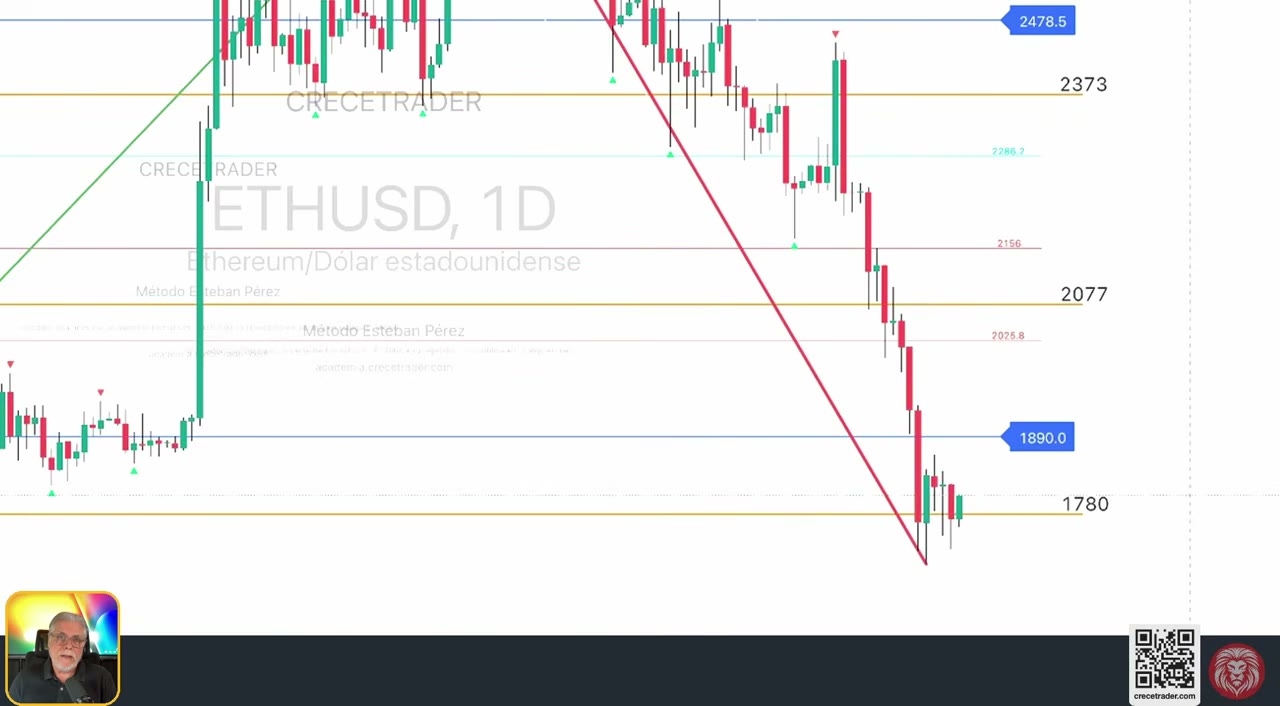 2478.5
2373
CRECETRADER
2286.2
CRECETRADER
ETHUSD, 1D
2156
Ethereum/Dólar estadounidense
Método Esteban Pérez
2077
Método Esteban Pérez
2025.8
academia.crecetrader.com
1890.0
1780
crecetrader.com